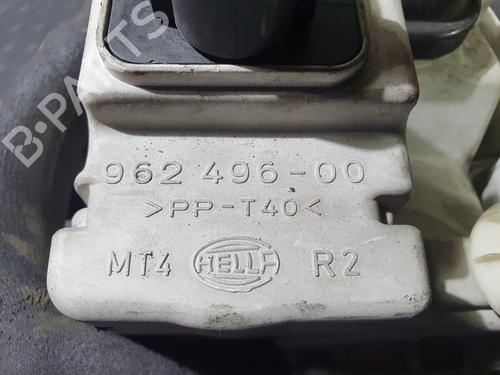 B-PARTS
962 496-00
>PP-T40<
MT4 HELLA R2